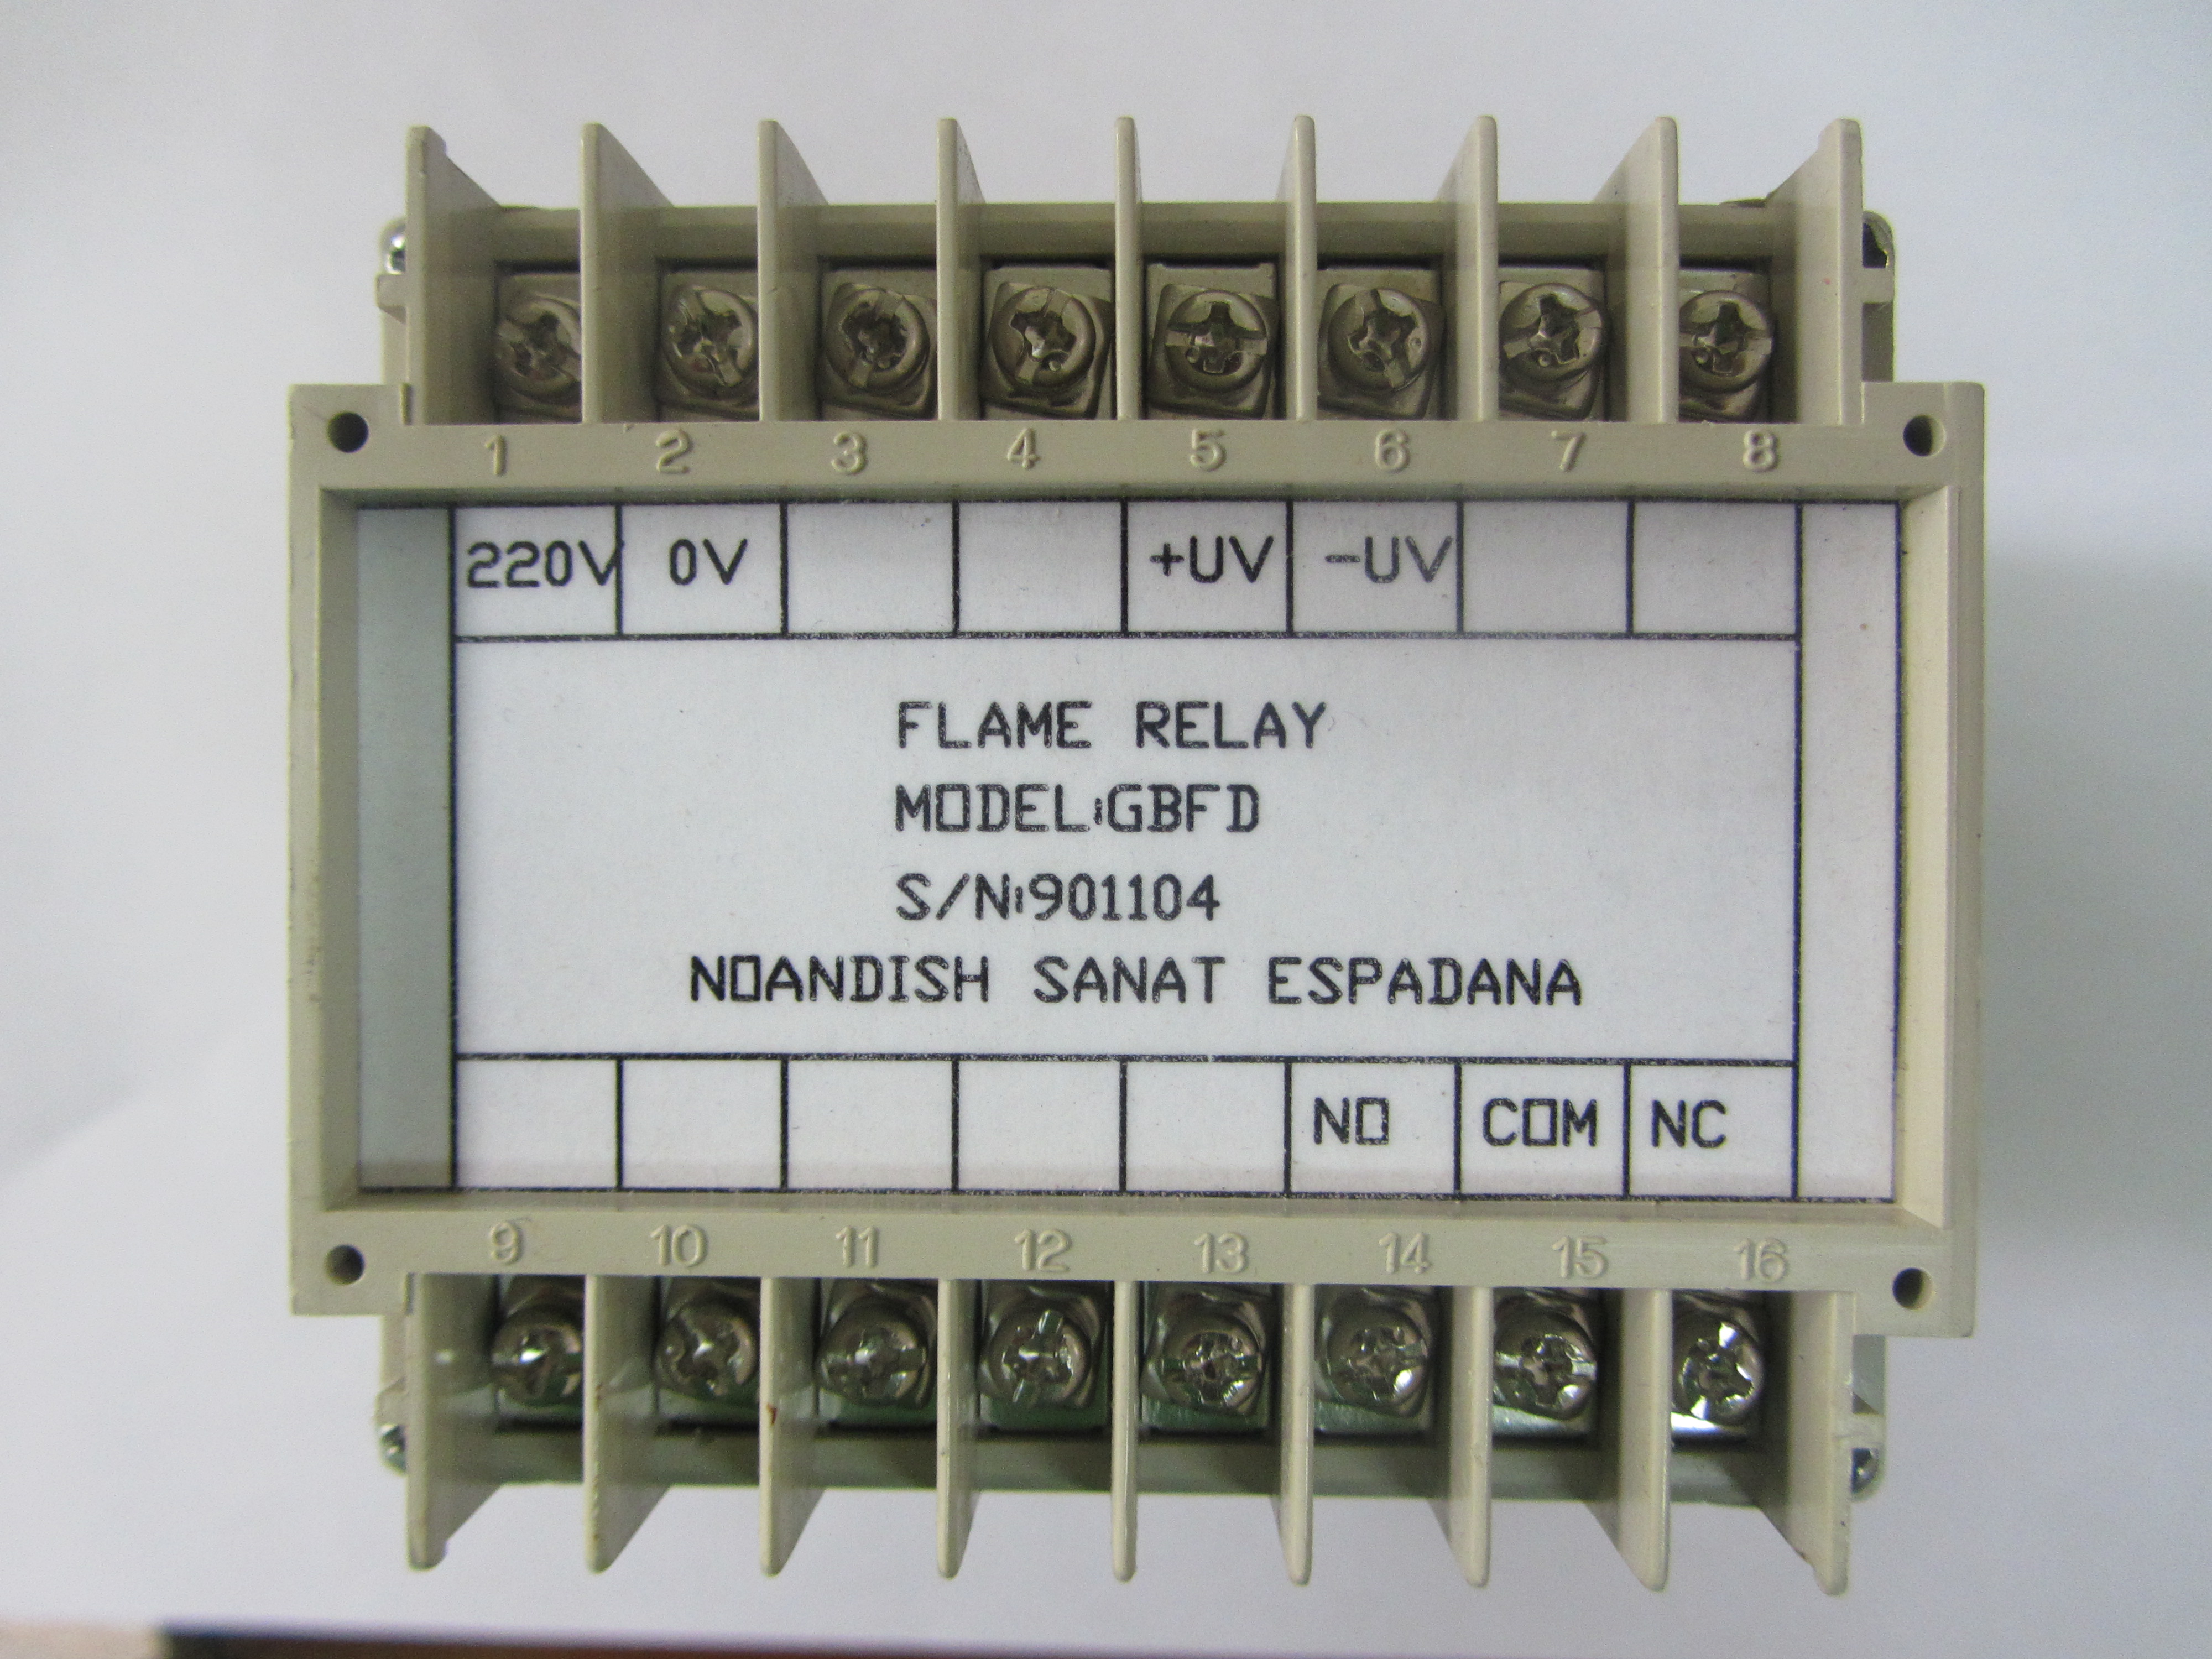 1 2 3 4 5 6 7 8
220V 0V +UV -UV
FLAME RELAY
MODEL:GBFD
S/N:901104
NOANDISH SANAT ESPADANA
NO COM NC
9 10 11 12 13 14 15 16